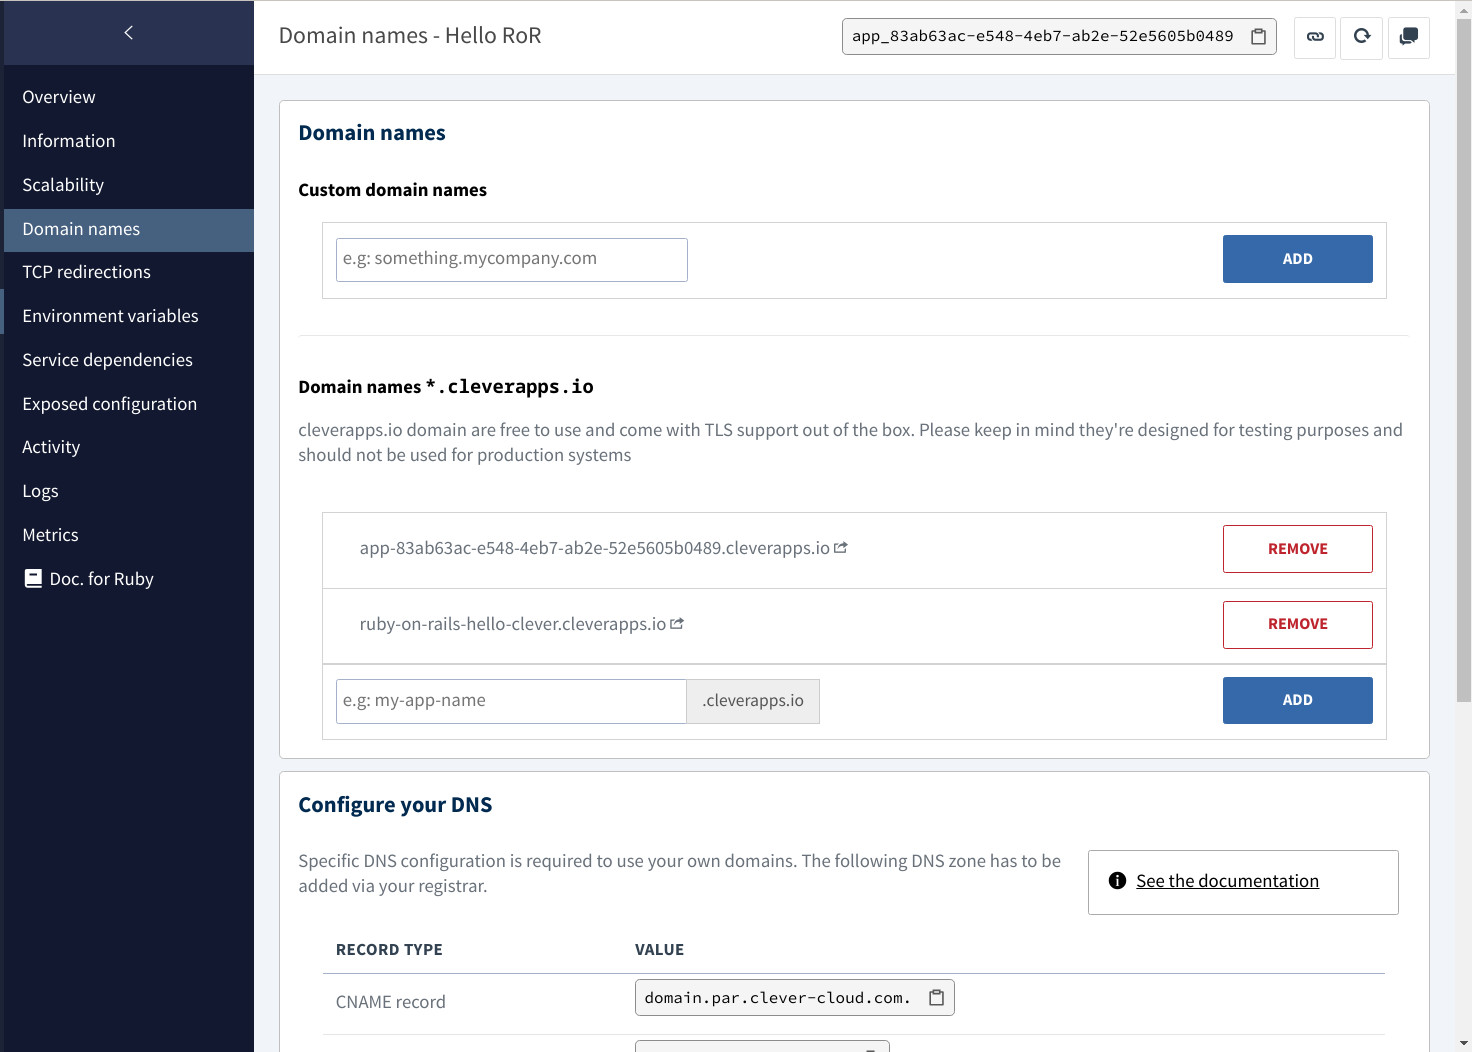 Domain names - Hello RoR
app_83ab63ac-e548-4eb7-ab2e-52e5605b0489
Overview
Information
Scalability
Domain names
TCP redirections
Environment variables
Service dependencies
Exposed configuration
Activity
Logs
Metrics
Doc. for Ruby
Domain names
Custom domain names
e.g: something.mycompany.com
ADD
Domain names *.cleverapps.io
cleverapps.io domain are free to use and come with TLS support out of the box. Please keep in mind they're designed for testing purposes and
should not be used for production systems
app-83ab63ac-e548-4eb7-ab2e-52e5605b0489.cleverapps.io
REMOVE
ruby-on-rails-hello-clever.cleverapps.io
REMOVE
e.g: my-app-name
.cleverapps.io
ADD
Configure your DNS
Specific DNS configuration is required to use your own domains. The following DNS zone has to be
added via your registrar.
See the documentation
RECORD TYPE
VALUE
CNAME record
domain.par.clever-cloud.com.